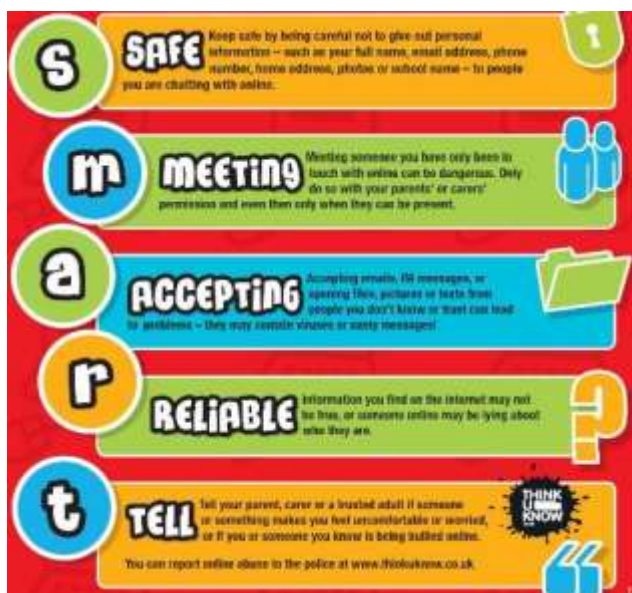 s
SAFE Keep safe by being careful not to give out personal
information – such as your full name, email address, phone
number, home address, photos or school name – to people
you are chatting with online.
m
MEETING Meeting someone you have only been in
touch with online can be dangerous. Only
do so with your parents' or carers'
permission and even then only when they can be present.
a
ACCEPTING Accepting emails, IM messages, or
opening files, pictures or texts from
people you don't know or trust can lead
to problems – they may contain viruses or nasty messages!
r
RELIABLE Information you find on the internet may not
be true, or someone online may be lying about
who they are.
t
TELL Tell your parent, carer or a trusted adult if someone
or something makes you feel uncomfortable or worried,
or if you or someone you know is being bullied online.
You can report online abuse to the police at www.thinkuknow.co.uk
THINK
U
KNOW